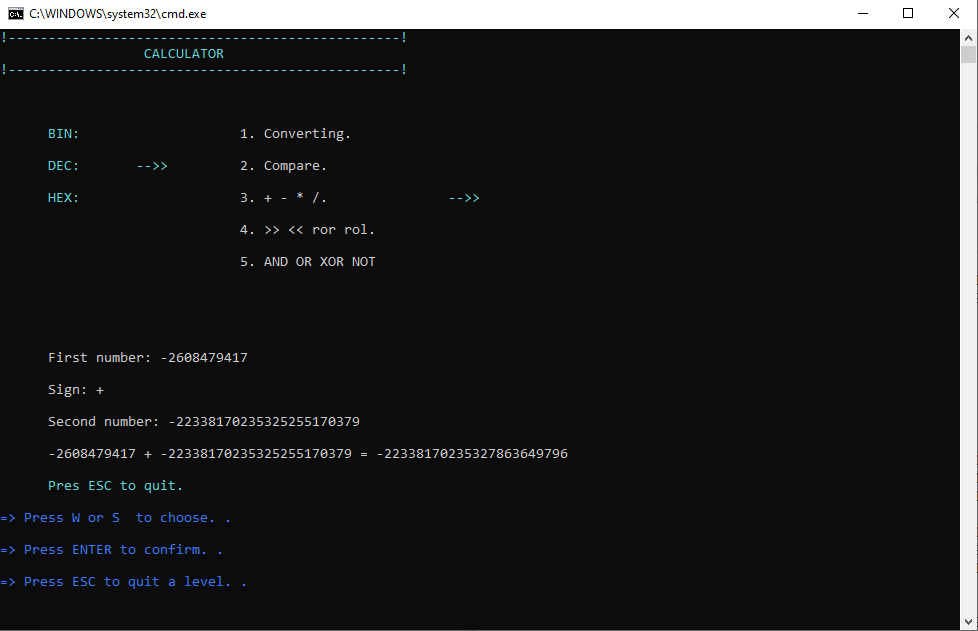 C:\WINDOWS\system32\cmd.exe
!-------------------------------------------------!
CALCULATOR
!-------------------------------------------------!
BIN: 1. Converting.
DEC: -->> 2. Compare.
HEX: 3. + - * /. -->>
4. >> << ror rol.
5. AND OR XOR NOT
First number: -2608479417
Sign: +
Second number: -22338170235325255170379
-2608479417 + -22338170235325255170379 = -22338170235327863649796
Pres ESC to quit.
=> Press W or S  to choose. .
=> Press ENTER to confirm. .
=> Press ESC to quit a level. .